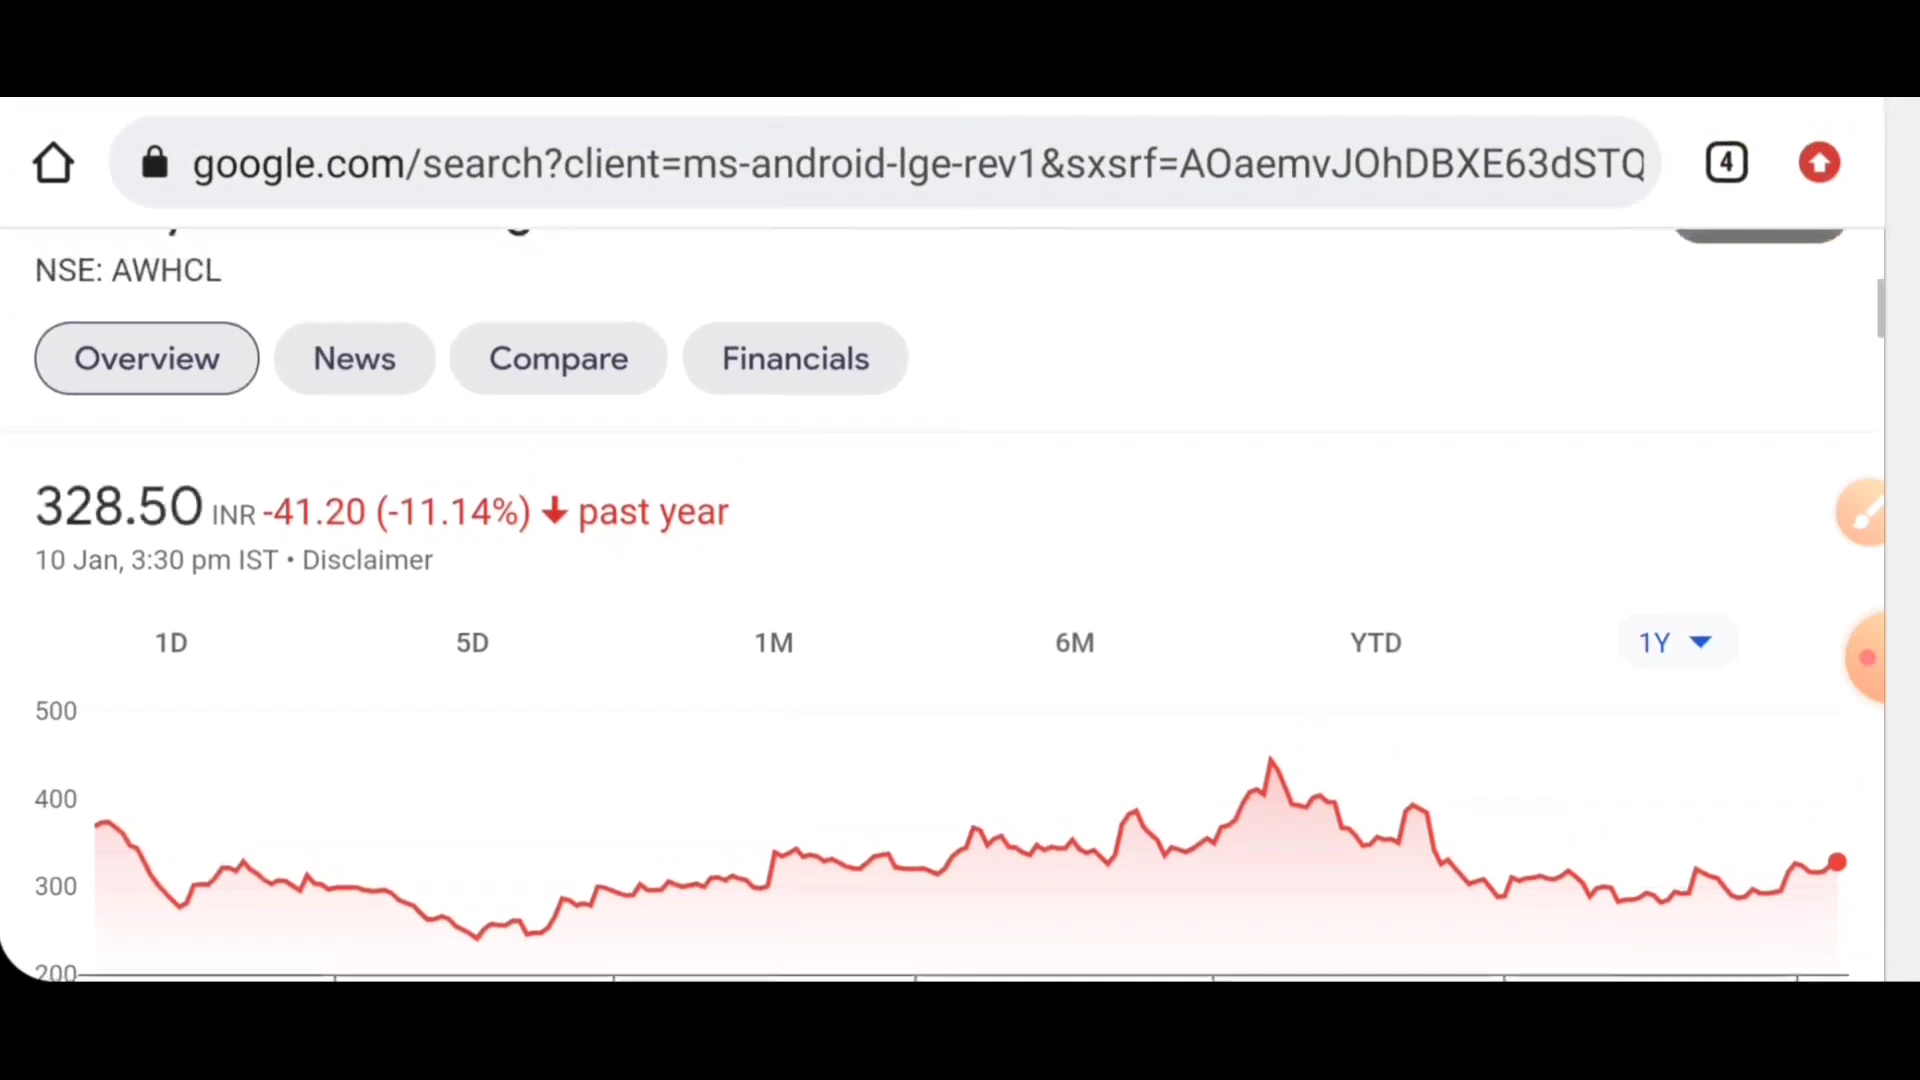 google.com/search?client=ms-android-lge-rev1&sxsrf=AOaemvJOhDBXE63dSTQ
4
NSE: AWHCL
Overview
News
Compare
Financials
328.50 INR -41.20 (-11.14%) ↓ past year
10 Jan, 3:30 pm IST • Disclaimer
1D 5D 1M 6M YTD 1Y
500
400
300
200